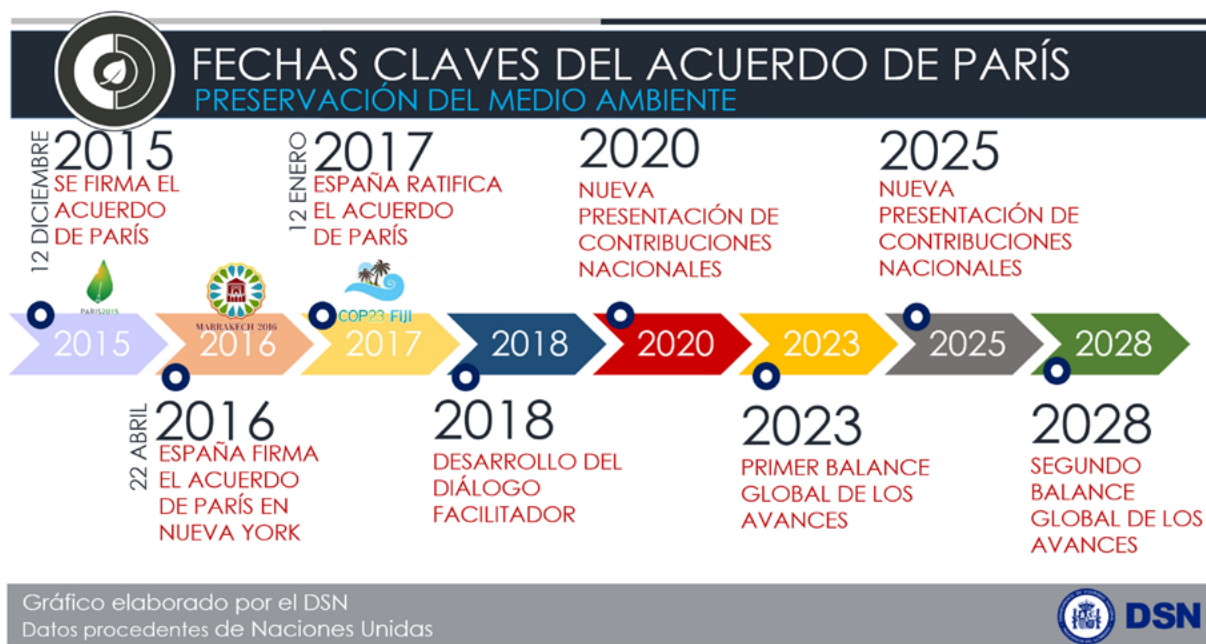 FECHAS CLAVES DEL ACUERDO DE PARÍS
PRESERVACIÓN DEL MEDIO AMBIENTE
12 DICIEMBRE
2015
SE FIRMA EL
ACUERDO
DE PARÍS
12 ENERO
2017
ESPAÑA RATIFICA
EL ACUERDO
DE PARÍS
2020
NUEVA
PRESENTACIÓN DE
CONTRIBUCIONES
NACIONALES
2025
NUEVA
PRESENTACIÓN DE
CONTRIBUCIONES
NACIONALES
PARIS2015
MARRAKECH 2016
COP23 FIJI
2015
2016
2017
2018
2020
2023
2025
2028
22 ABRIL
2016
ESPAÑA FIRMA
EL ACUERDO
DE PARÍS EN
NUEVA YORK
2018
DESARROLLO DEL
DIÁLOGO
FACILITADOR
2023
PRIMER BALANCE
GLOBAL DE LOS
AVANCES
2028
SEGUNDO
BALANCE
GLOBAL DE LOS
AVANCES
Gráfico elaborado por el DSN
Datos procedentes de Naciones Unidas
DSN